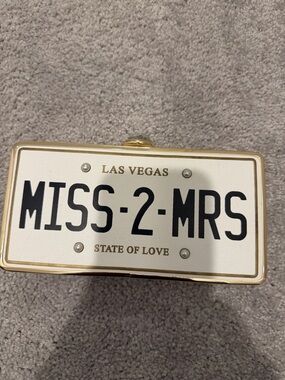 LAS VEGAS
MISS-2-MRS
STATE OF LOVE